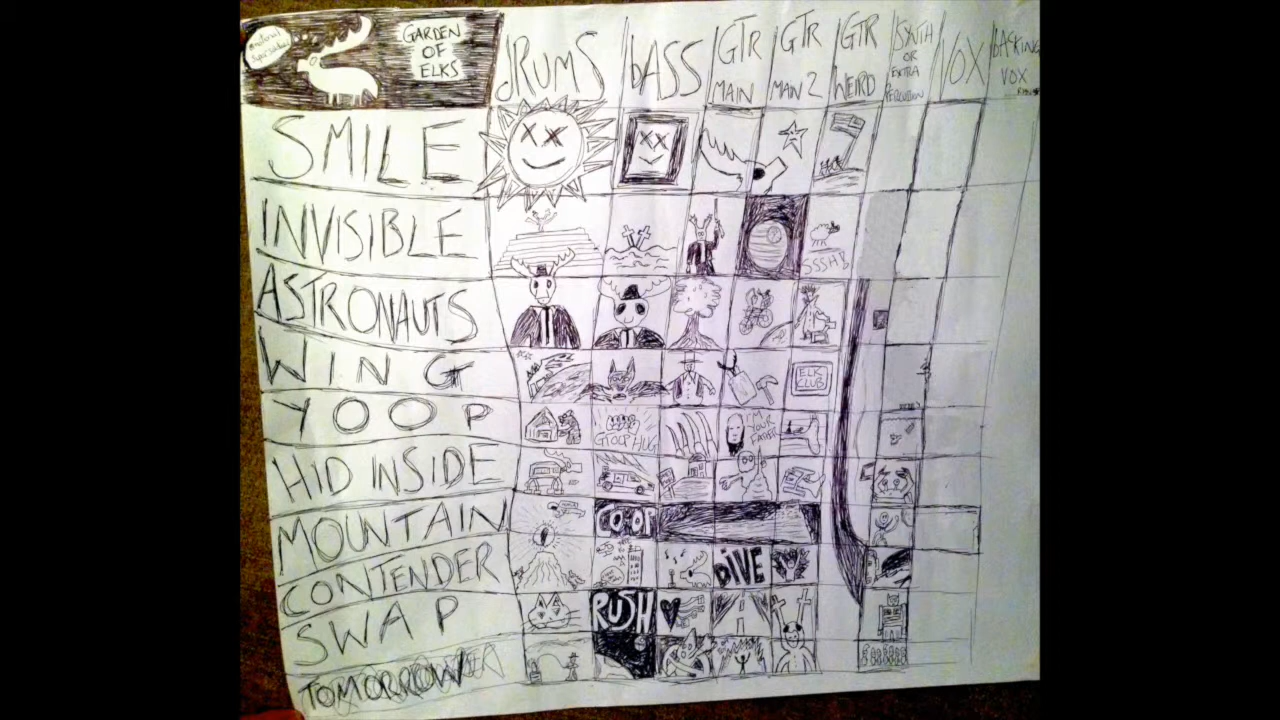 GARDEN
OF
ELKS
dRUMS
bASS
GTR
MAIN
GTR
MAIN 2
GTR
WEIRD
SYNTH
OR
EXTRA
PERCUSSION
VOX
bACKING
VOX
SMILE
INVISIBLE
SSSH!
ASTRONAUTS
WING
ELK
CLUB
YOOP
GROUP HUG
I'M
YOUR
FATHER
HID INSIDE
MOUNTAIN
CO-OP
CONTENDER
DIVE
SWAP
RUSH
TOMORROW